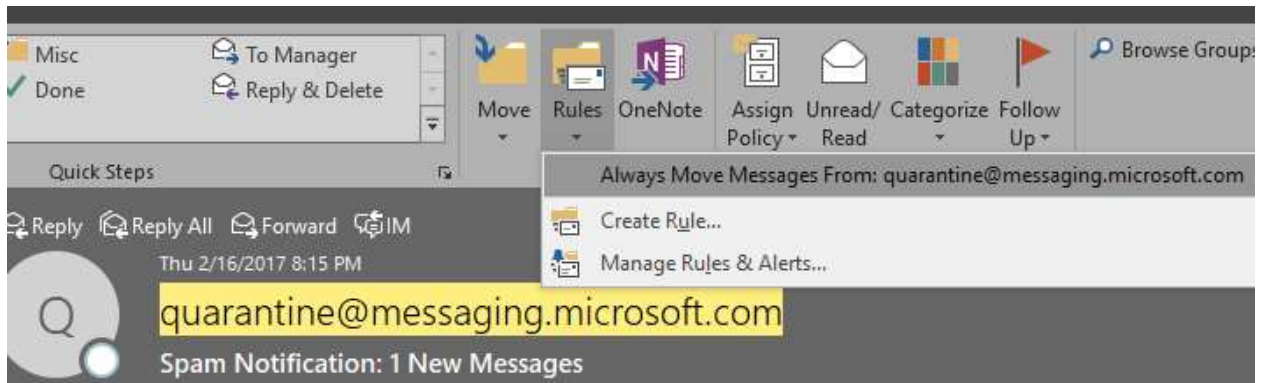 Misc
To Manager
Done
Reply & Delete
Quick Steps
Move
Rules
OneNote
Assign
Policy
Unread/
Read
Categorize
Follow
Up
Browse Groups
Always Move Messages From: quarantine@messaging.microsoft.com
Create Rule...
Manage Rules & Alerts...
Reply
Reply All
Forward
IM
Thu 2/16/2017 8:15 PM
Q
quarantine@messaging.microsoft.com
Spam Notification: 1 New Messages